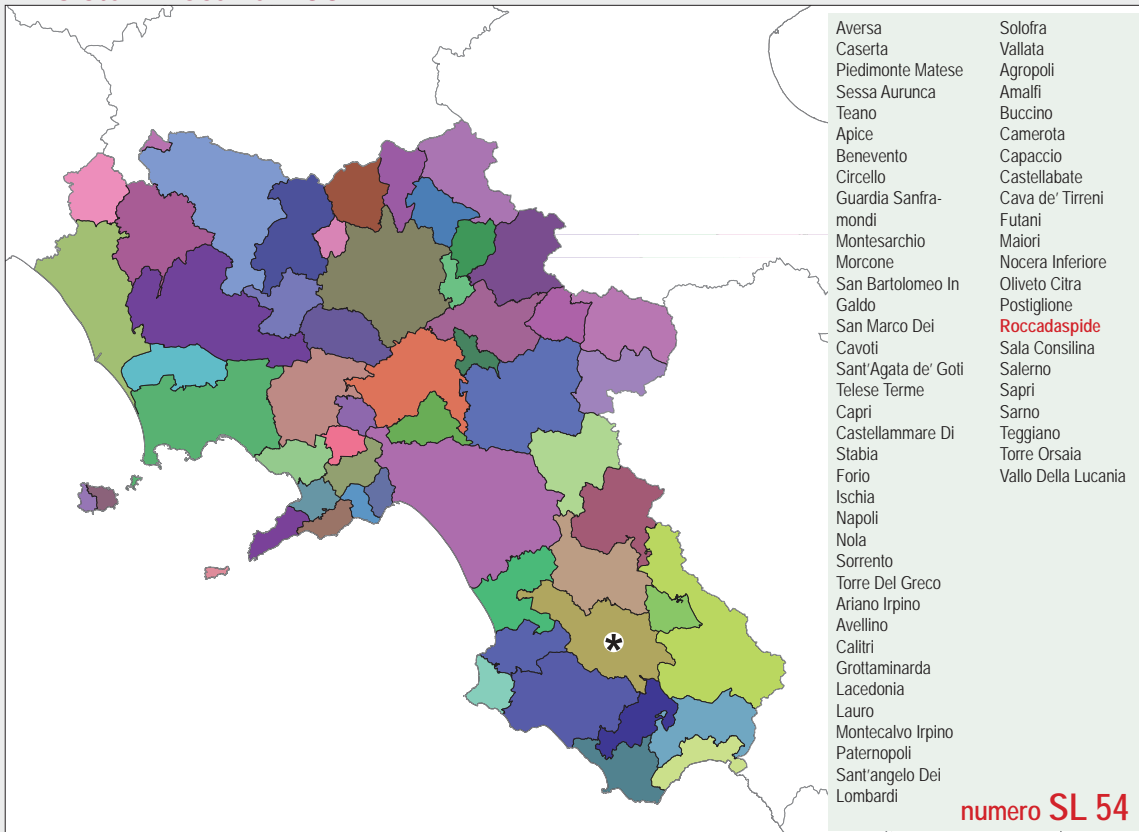 Aversa
Caserta
Piedimonte Matese
Sessa Aurunca
Teano
Apice
Benevento
Circello
Guardia Sanfra-
mondi
Montesarchio
Morcone
San Bartolomeo In
Galdo
San Marco Dei
Cavoti
Sant'Agata de' Goti
Telese Terme
Capri
Castellammare Di
Stabia
Forio
Ischia
Napoli
Nola
Sorrento
Torre Del Greco
Ariano Irpino
Avellino
Calitri
Grottaminarda
Lacedonia
Lauro
Montecalvo Irpino
Paternopoli
Sant'angelo Dei
Lombardi
Solofra
Vallata
Agropoli
Amalfi
Buccino
Camerota
Capaccio
Castellabate
Cava de' Tirreni
Futani
Maiori
Nocera Inferiore
Oliveto Citra
Postiglione
Roccadaspide
Sala Consilina
Salerno
Sapri
Sarno
Teggiano
Torre Orsaia
Vallo Della Lucania
numero SL 54